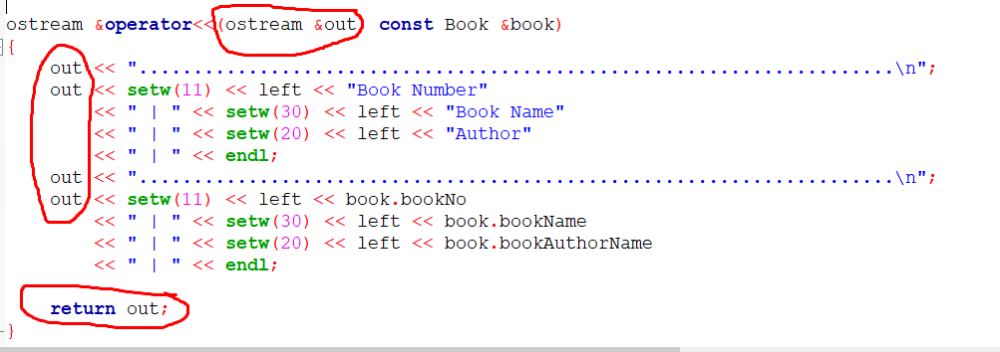 ostream &operator<<(ostream &out const Book &book)
{
out << ".....................................................................\n";
out << setw(11) << left << "Book Number"
<< " | " << setw(30) << left << "Book Name"
<< " | " << setw(20) << left << "Author"
<< " | " << endl;
out << ".....................................................................\n";
out << setw(11) << left << book.bookNo
<< " | " << setw(30) << left << book.bookName
<< " | " << setw(20) << left << book.bookAuthorName
<< " | " << endl;
return out;
}